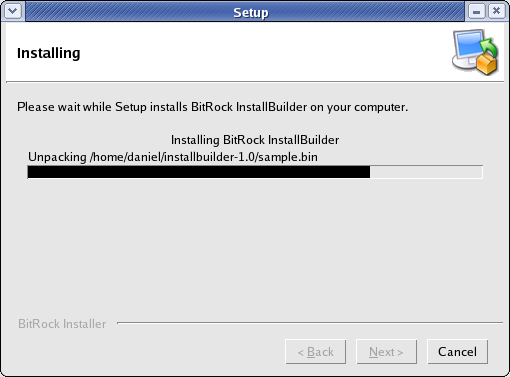 Setup
Installing
Please wait while Setup installs BitRock InstallBuilder on your computer.
Installing BitRock InstallBuilder
Unpacking /home/daniel/installbuilder-1.0/sample.bin
BitRock Installer
< Back
Next >
Cancel